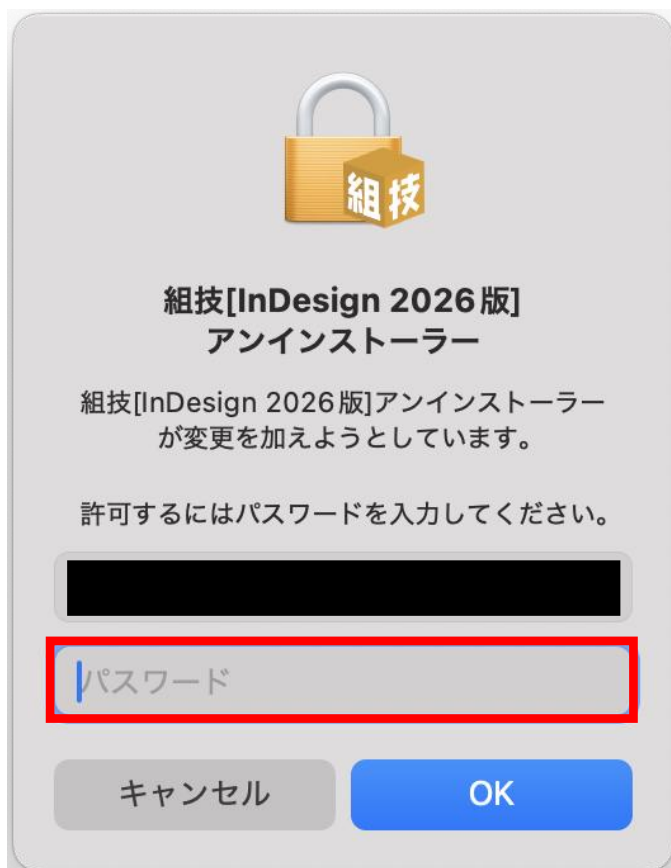 組技
組技[InDesign 2026版]
アンインストーラー
組技[InDesign 2026版]アンインストーラー
が変更を加えようとしています。
許可するにはパスワードを入力してください。
パスワード
キャンセル
OK